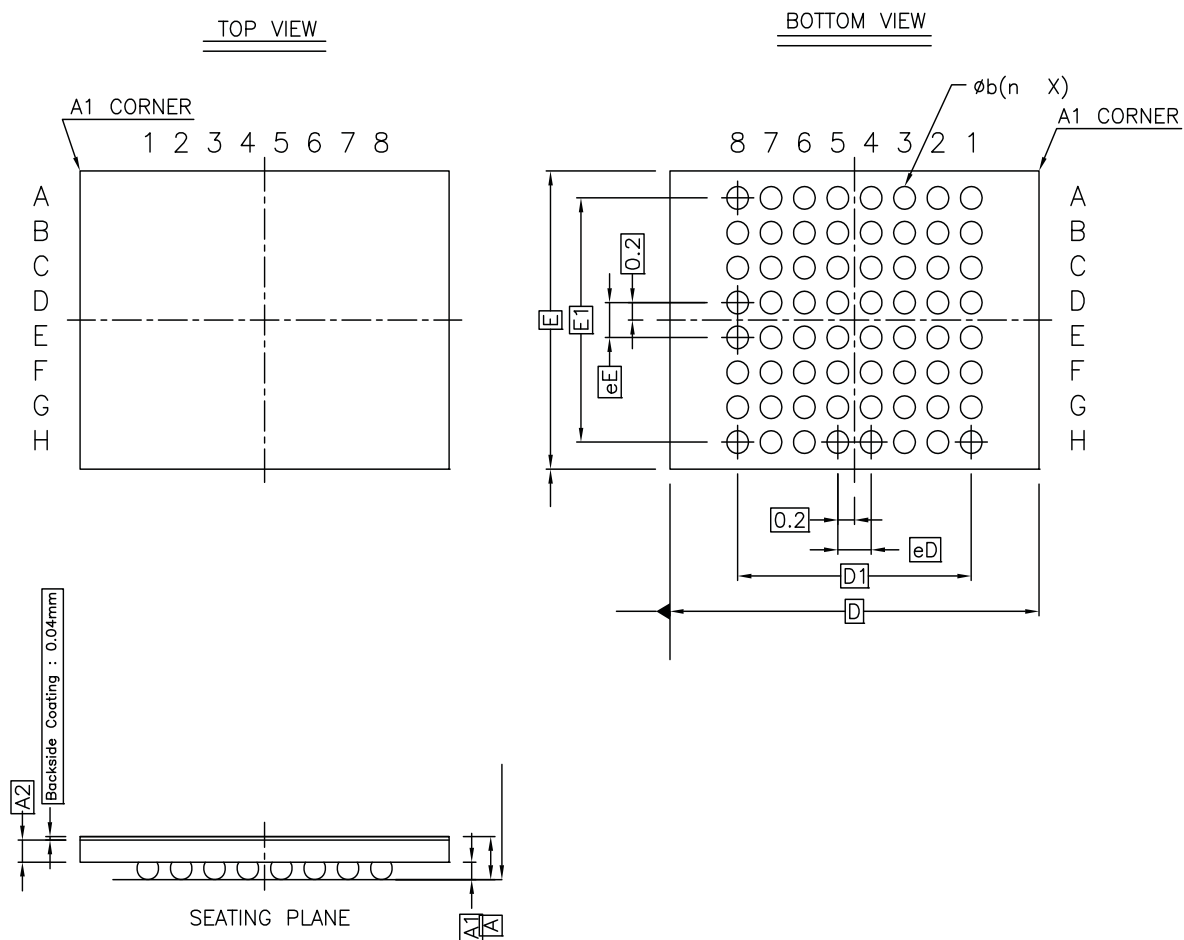 TOP VIEW
BOTTOM VIEW
A1 CORNER
1 2 3 4 5 6 7 8
A
B
C
D
E
F
G
H
øb(n X)
A1 CORNER
8 7 6 5 4 3 2 1
A
B
C
D
E
F
G
H
0.2
E
E1
eE
0.2
eD
D1
D
Backside Coating : 0.04mm
A2
SEATING PLANE
A1
A